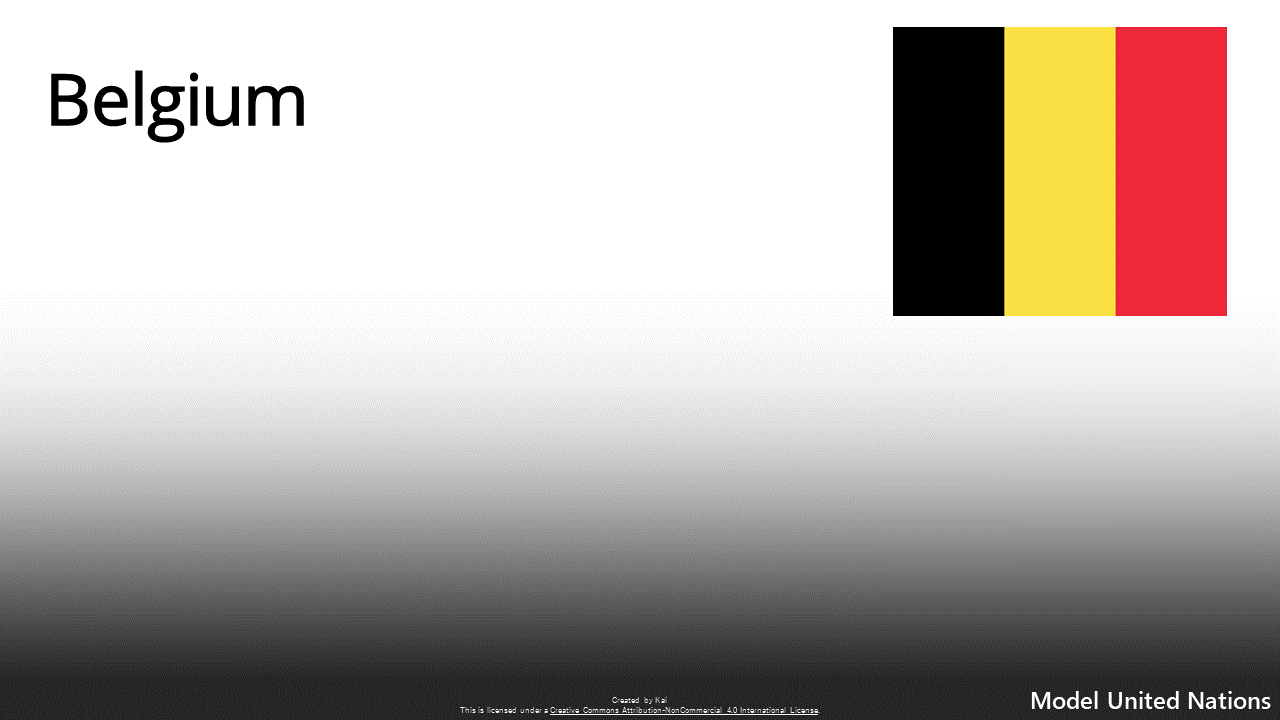 Belgium
Created by Kai
This is licensed under a Creative Commons Attribution-NonCommercial 4.0 International License.
Model United Nations